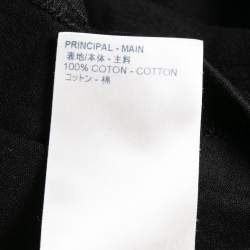 PRINCIPAL - MAIN
表地/本体・主料
100% COTON - COTTON
コットン - 棉